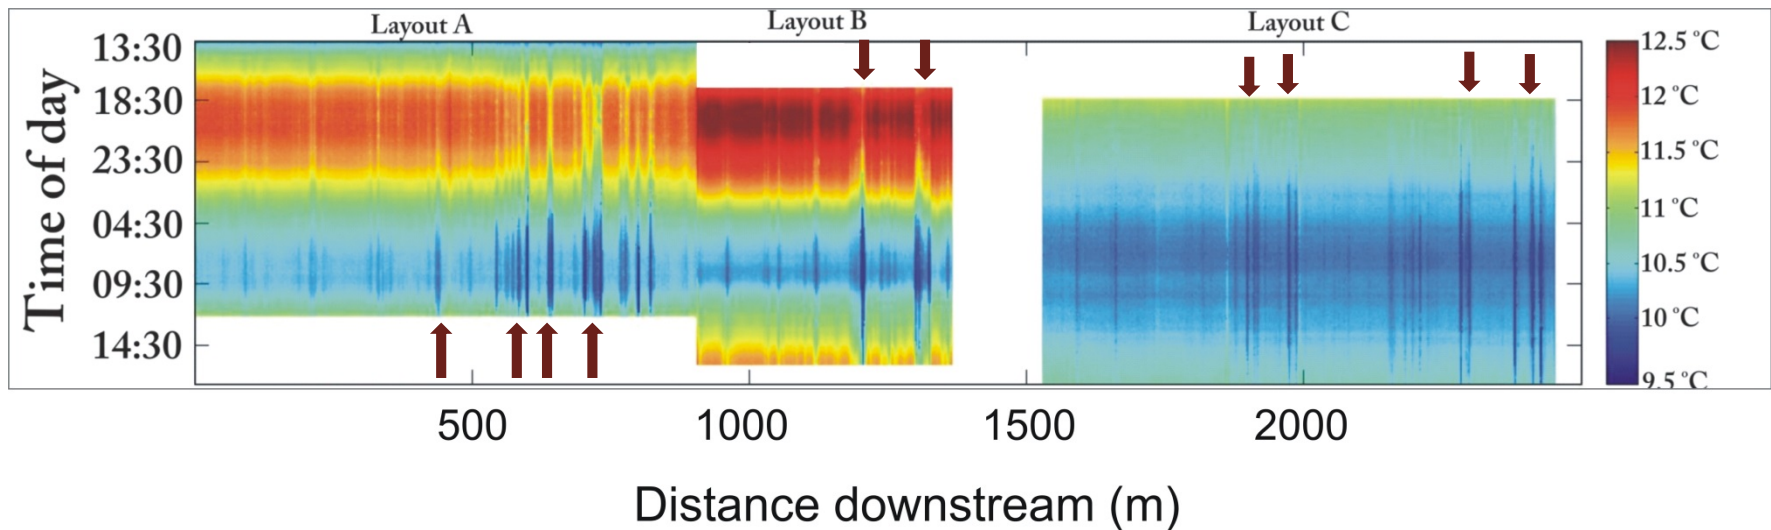 Layout A
Layout B
Layout C
Time of day
13:30
18:30
23:30
04:30
09:30
14:30
12.5 °C
12 °C
11.5 °C
11 °C
10.5 °C
10 °C
9.5 °C
500
1000
1500
2000
Distance downstream (m)